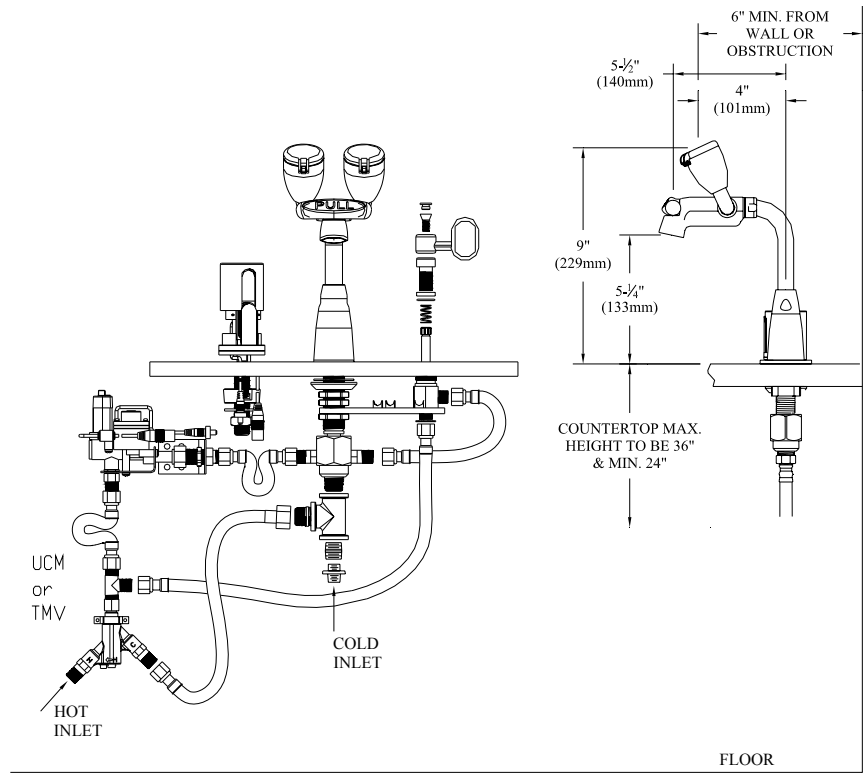 6" MIN. FROM
WALL OR
OBSTRUCTION
5-½"
(140mm)
4"
(101mm)
PULL
9"
(229mm)
5-¼"
(133mm)
COUNTERTOP MAX.
HEIGHT TO BE 36"
& MIN. 24"
UCM
or
TMV
H
C
COLD
INLET
HOT
INLET
FLOOR